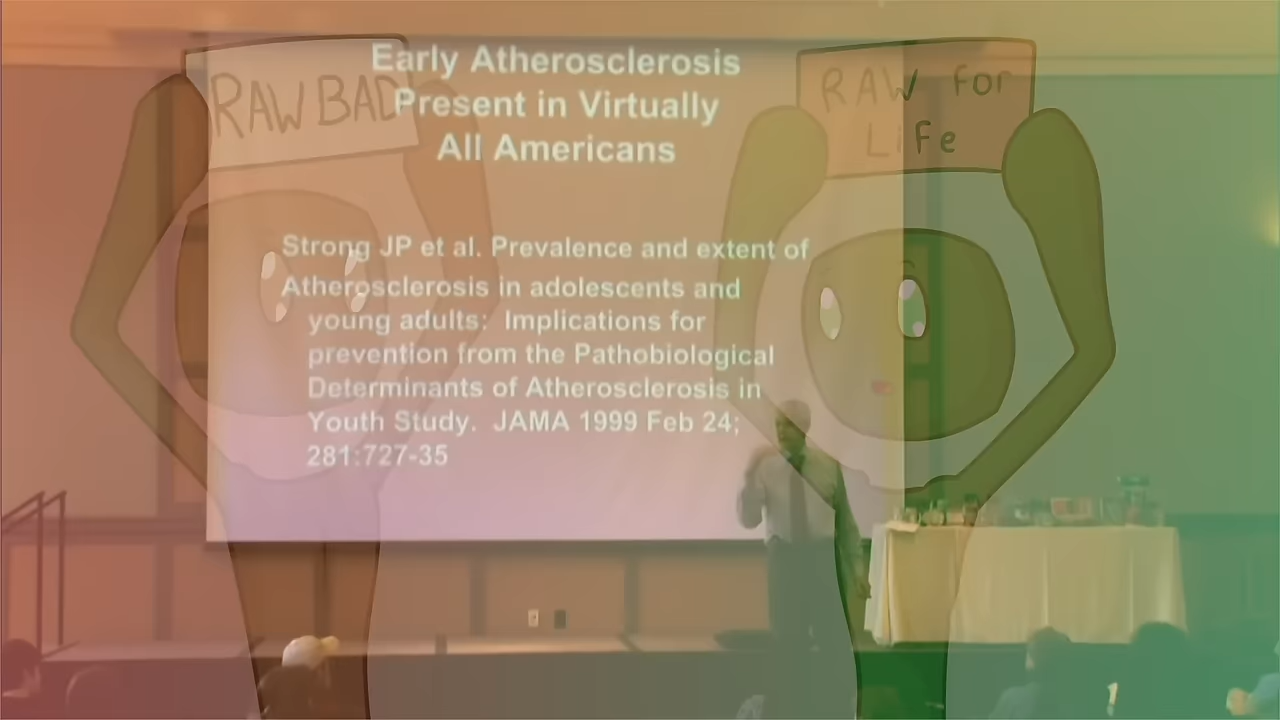 RAW BAD
Early Atherosclerosis
Present in Virtually
All Americans
RAW For
LiFe
Strong JP et al. Prevalence and extent of
Atherosclerosis in adolescents and
young adults: Implications for
prevention from the Pathobiological
Determinants of Atherosclerosis in
Youth Study. JAMA 1999 Feb 24;
281:727-35